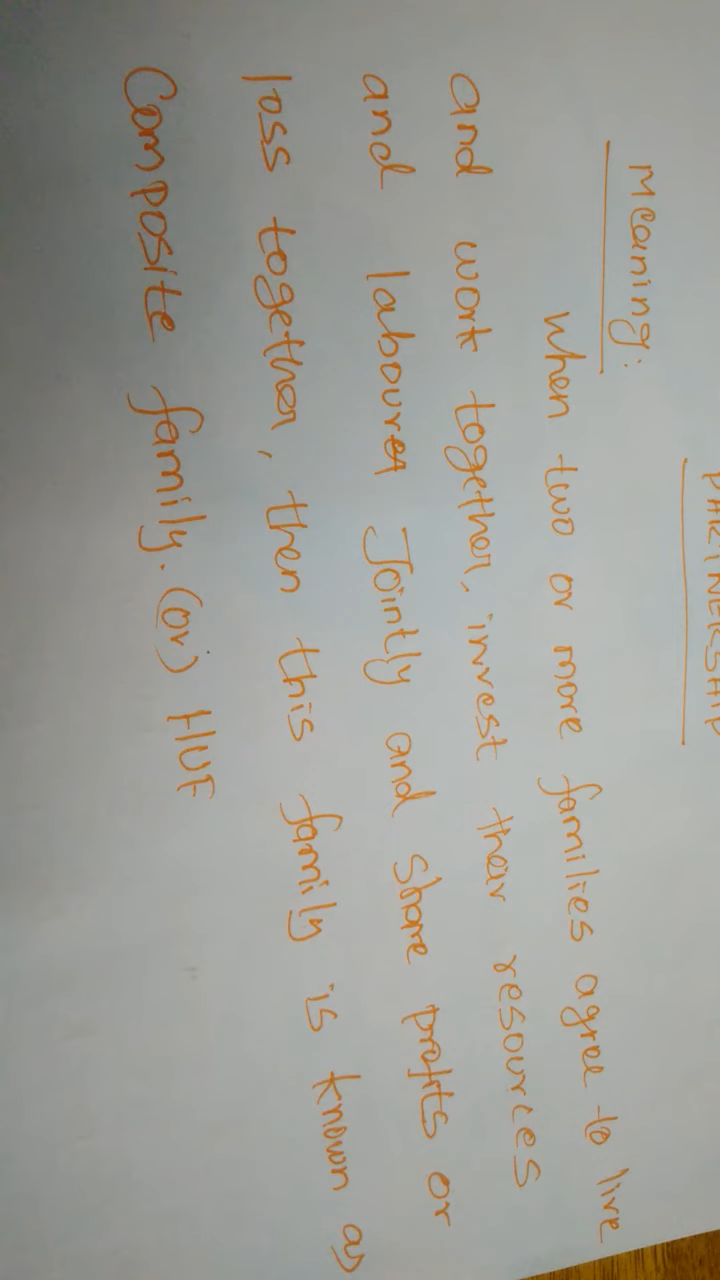 PARTNERSHIP
Meaning:
When two or more families agree to live
and work together, invest their resources
and labour Jointly and share profits or
loss together, then this family is known as
Composite family. (or) HUF